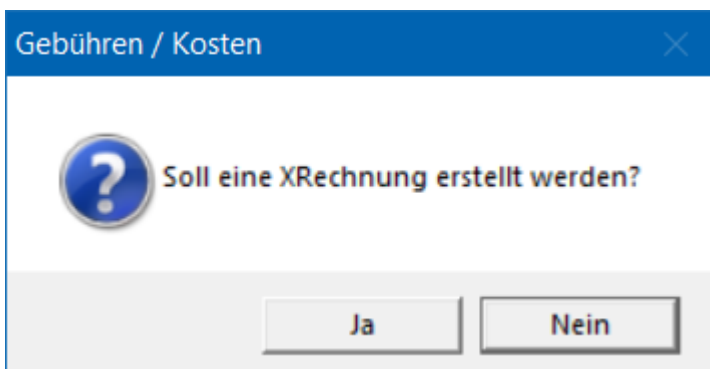 Gebühren / Kosten
Soll eine XRechnung erstellt werden?
Ja
Nein